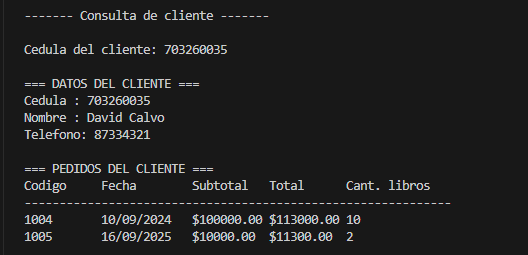 ------- Consulta de cliente -------
Cedula del cliente: 703260035
=== DATOS DEL CLIENTE ===
Cedula : 703260035
Nombre : David Calvo
Telefono: 87334321
=== PEDIDOS DEL CLIENTE ===
Codigo     Fecha        Subtotal   Total      Cant. libros
-------------------------------------------------------------
1004       10/09/2024   $100000.00 $113000.00 10
1005       16/09/2025   $10000.00  $11300.00  2